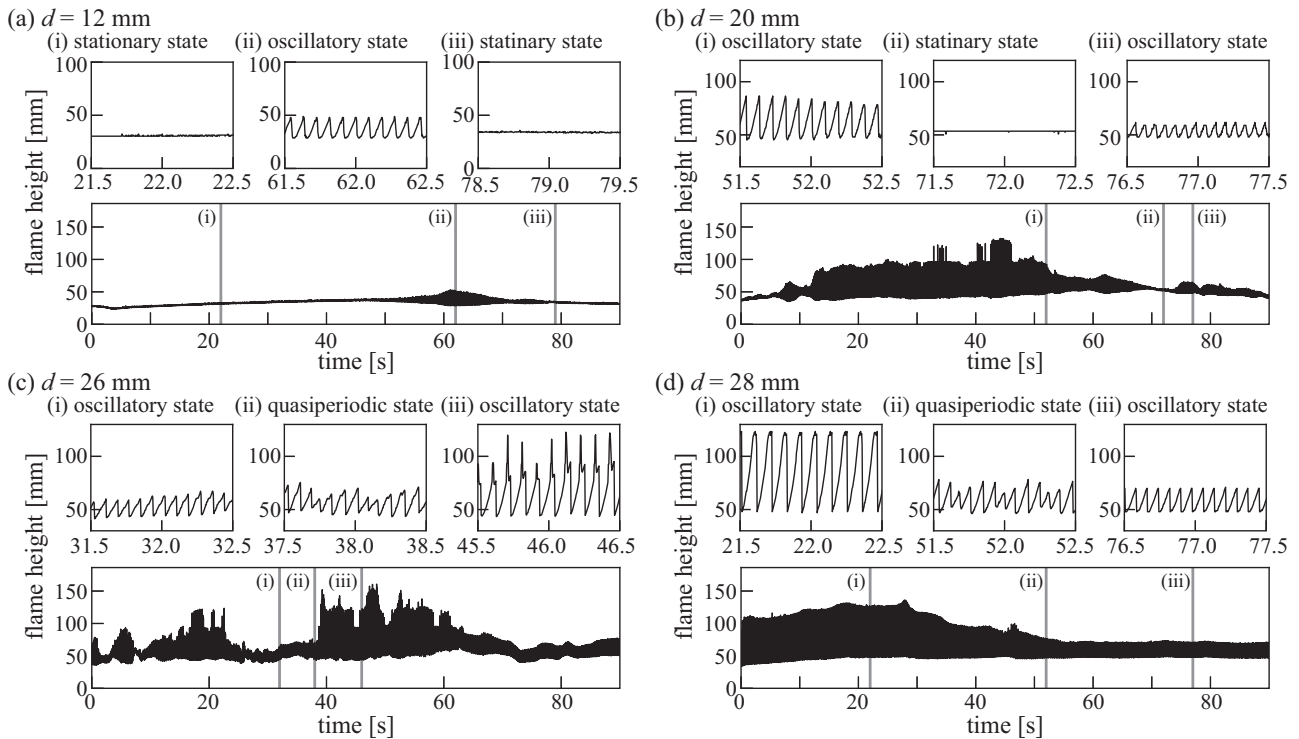 (a) d = 12 mm
(i) stationary state (ii) oscillatory state (iii) statinary state
100
50
0
21.5 22.0 22.5
100
50
0
61.5 62.0 62.5
100
50
0
78.5 79.0 79.5
flame height [mm]
150
100
50
0
(i) (ii) (iii)
0 20 40 60 80
time [s]
(b) d = 20 mm
(i) oscillatory state (ii) statinary state (iii) oscillatory state
100
50
51.5 52.0 52.5
100
50
71.5 72.0 72.5
100
50
76.5 77.0 77.5
flame height [mm]
150
100
50
0
(i) (ii) (iii)
0 20 40 60 80
time [s]
(c) d = 26 mm
(i) oscillatory state (ii) quasiperiodic state (iii) oscillatory state
100
50
31.5 32.0 32.5
100
50
37.5 38.0 38.5
100
50
45.5 46.0 46.5
flame height [mm]
150
100
50
0
(i) (ii) (iii)
0 20 40 60 80
time [s]
(d) d = 28 mm
(i) oscillatory state (ii) quasiperiodic state (iii) oscillatory state
100
50
21.5 22.0 22.5
100
50
51.5 52.0 52.5
100
50
76.5 77.0 77.5
flame height [mm]
150
100
50
0
(i) (ii) (iii)
0 20 40 60 80
time [s]